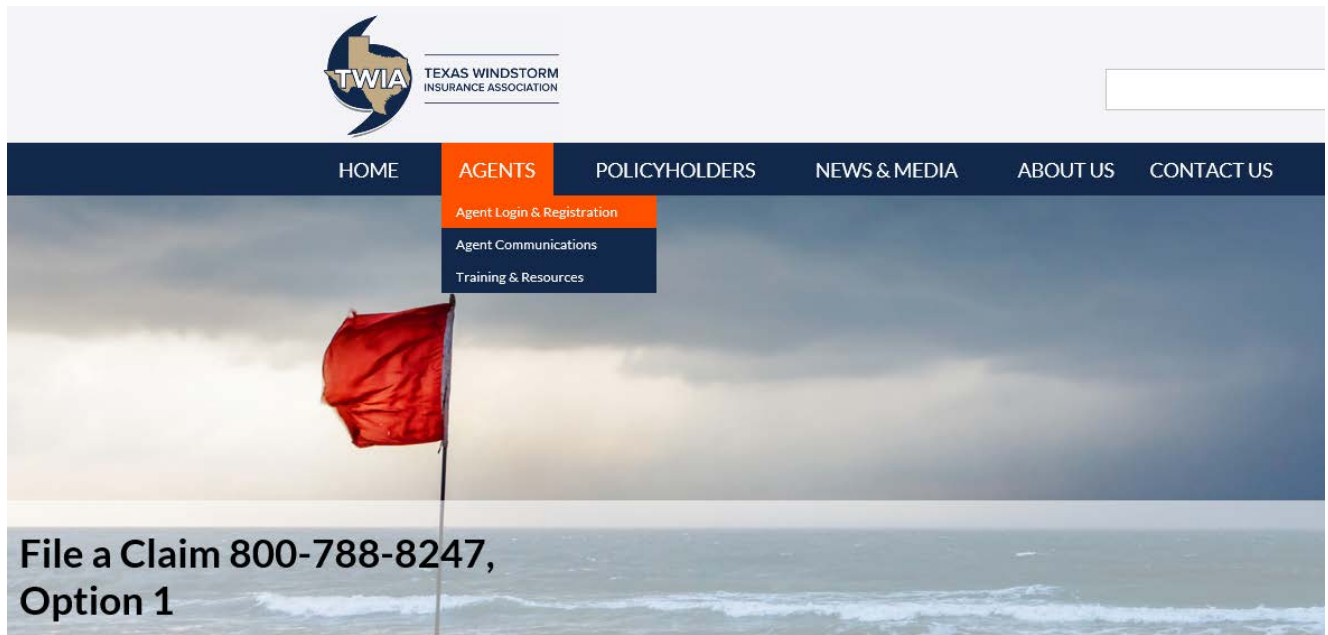 TWIA
TEXAS WINDSTORM
INSURANCE ASSOCIATION
HOME AGENTS POLICYHOLDERS NEWS & MEDIA ABOUT US CONTACT US
Agent Login & Registration
Agent Communications
Training & Resources
File a Claim 800-788-8247,
Option 1